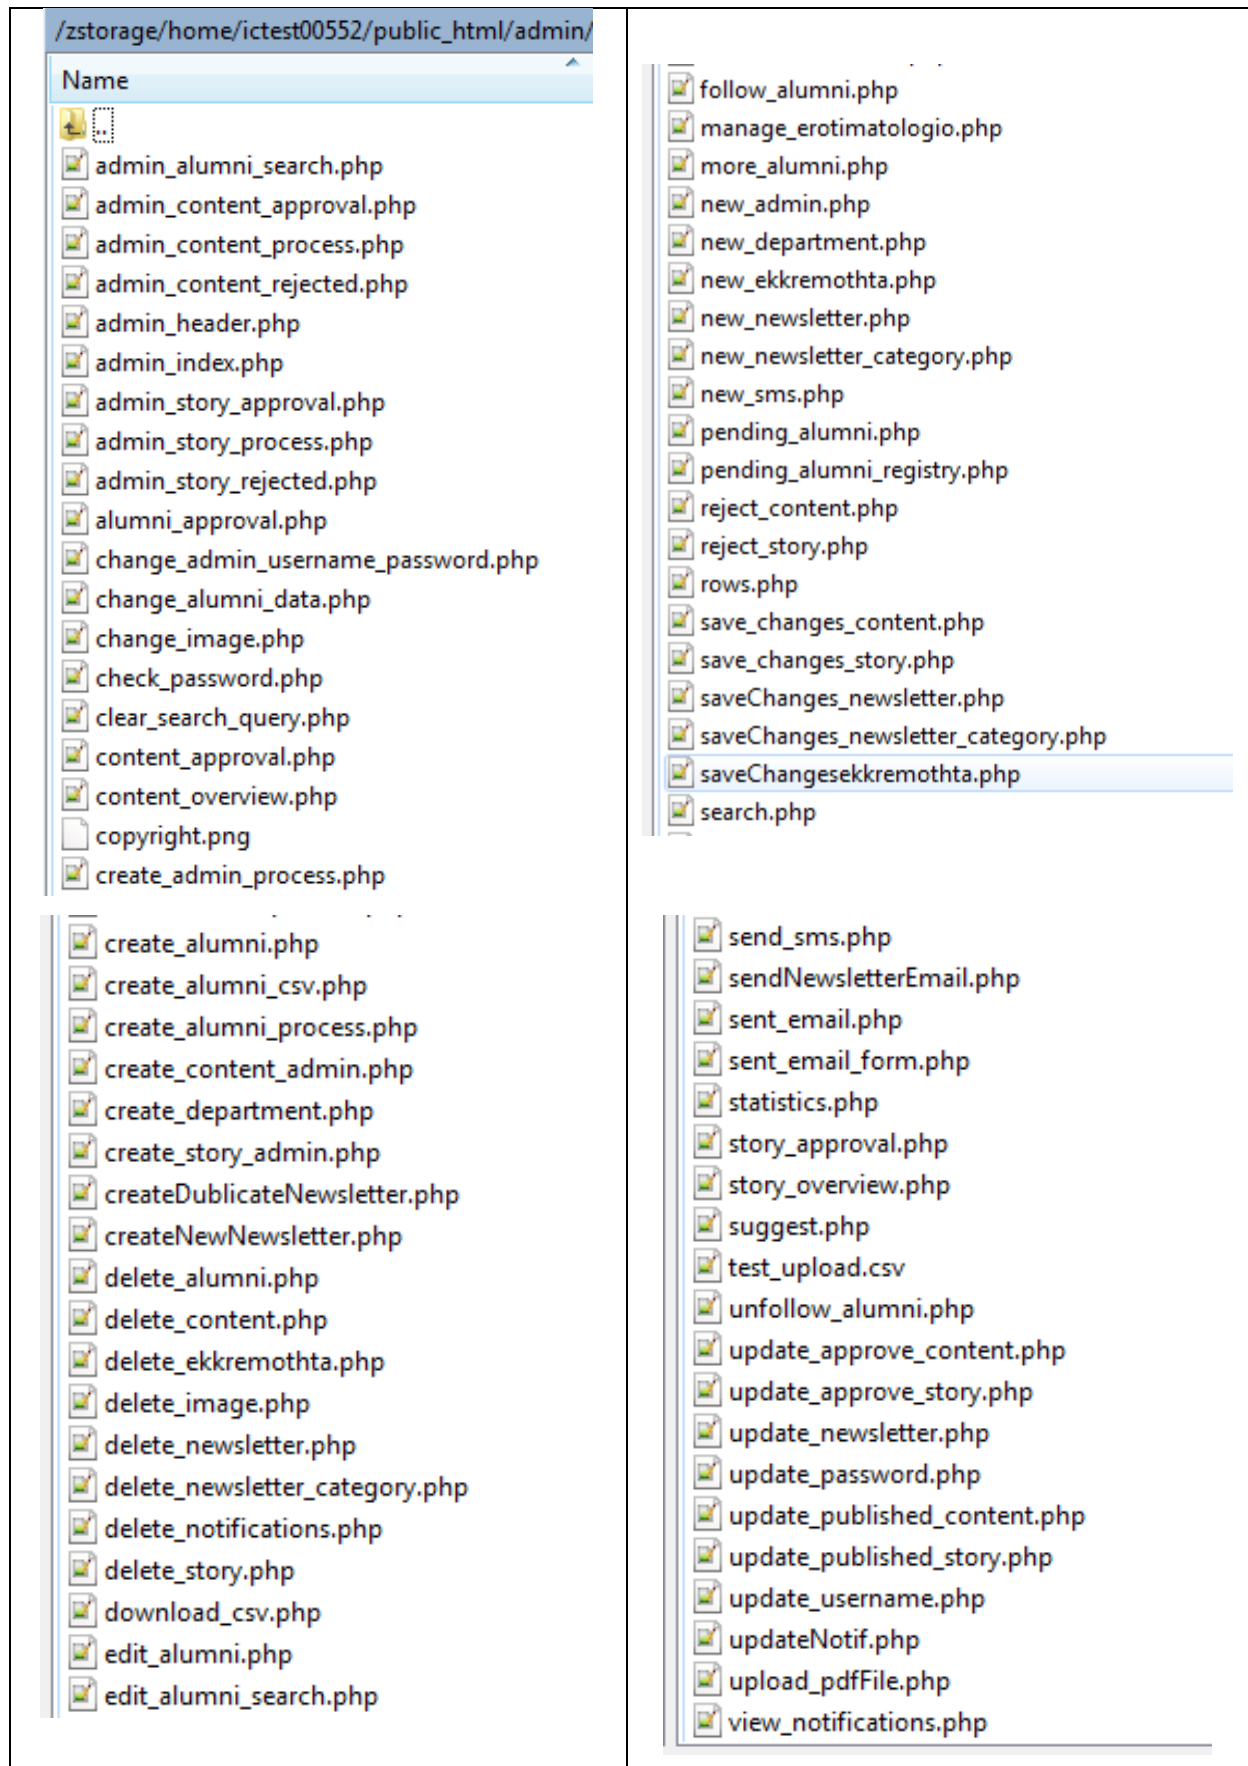 /zstorage/home/ictest00552/public_html/admin/
Name
..
admin_alumni_search.php
admin_content_approval.php
admin_content_process.php
admin_content_rejected.php
admin_header.php
admin_index.php
admin_story_approval.php
admin_story_process.php
admin_story_rejected.php
alumni_approval.php
change_admin_username_password.php
change_alumni_data.php
change_image.php
check_password.php
clear_search_query.php
content_approval.php
content_overview.php
copyright.png
create_admin_process.php
follow_alumni.php
manage_erotimatologio.php
more_alumni.php
new_admin.php
new_department.php
new_ekkremothta.php
new_newsletter.php
new_newsletter_category.php
new_sms.php
pending_alumni.php
pending_alumni_registry.php
reject_content.php
reject_story.php
rows.php
save_changes_content.php
save_changes_story.php
saveChanges_newsletter.php
saveChanges_newsletter_category.php
saveChangesekkremothta.php
search.php
create_alumni.php
create_alumni_csv.php
create_alumni_process.php
create_content_admin.php
create_department.php
create_story_admin.php
createDublicateNewsletter.php
createNewNewsletter.php
delete_alumni.php
delete_content.php
delete_ekkremothta.php
delete_image.php
delete_newsletter.php
delete_newsletter_category.php
delete_notifications.php
delete_story.php
download_csv.php
edit_alumni.php
edit_alumni_search.php
send_sms.php
sendNewsletterEmail.php
sent_email.php
sent_email_form.php
statistics.php
story_approval.php
story_overview.php
suggest.php
test_upload.csv
unfollow_alumni.php
update_approve_content.php
update_approve_story.php
update_newsletter.php
update_password.php
update_published_content.php
update_published_story.php
update_username.php
updateNotif.php
upload_pdfFile.php
view_notifications.php